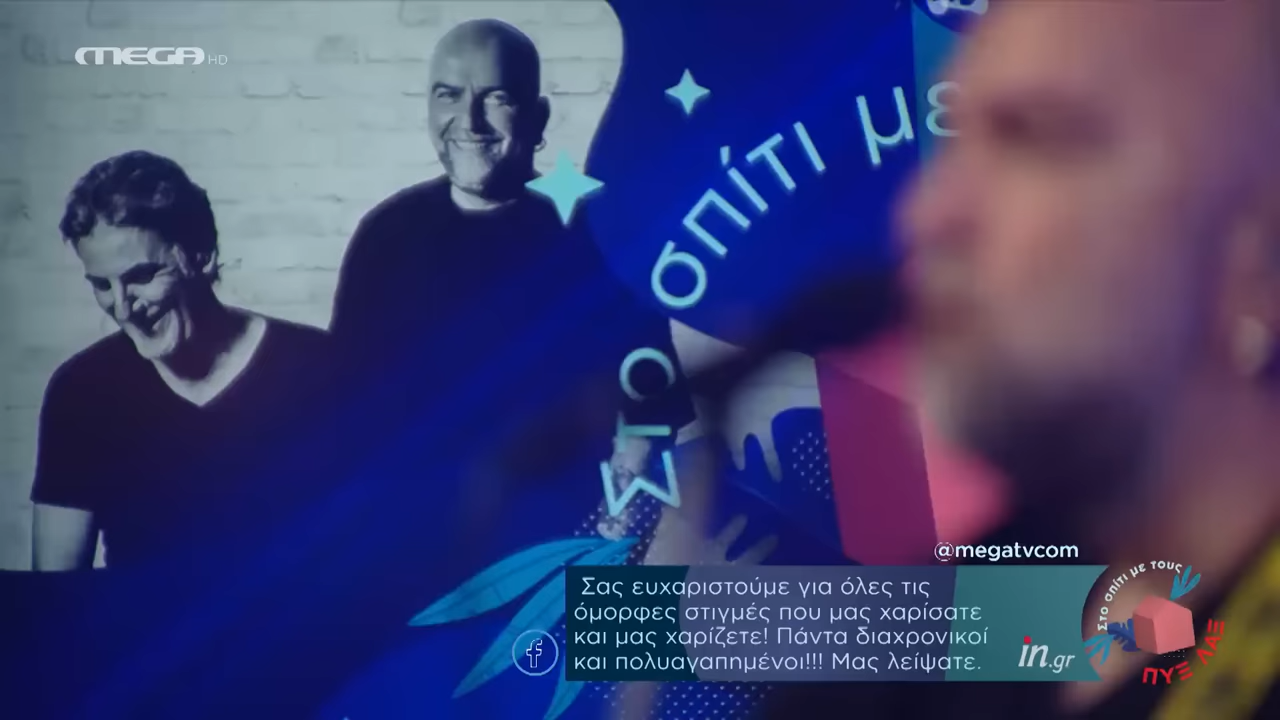 MEGA HD
Στο σπίτι με
@megatvcom
Σας ευχαριστούμε για όλες τις
όμορφες στιγμές που μας χαρίσατε
και μας χαρίζετε! Πάντα διαχρονικοί
και πολυαγαπημένοι!!! Μας λείψατε.
in.gr
Στο σπίτι με τους
ΠΥΞ ΛΑΞ